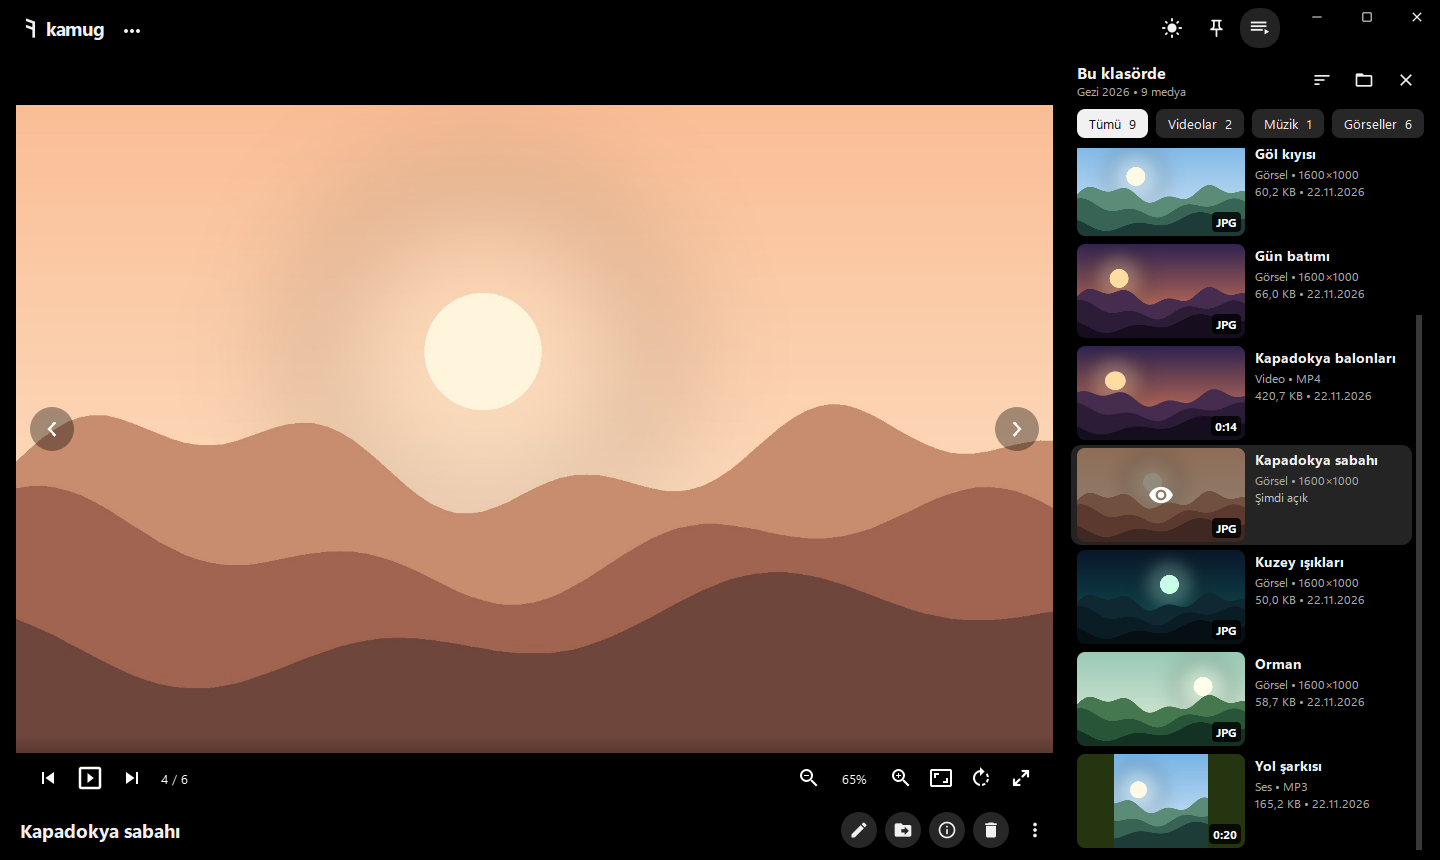 kamug
Bu klasörde
Gezi 2026 • 9 medya
Tümü 9
Videolar 2
Müzik 1
Görseller 6
Göl kıyısı
Görsel • 1600×1000
60,2 KB • 22.11.2026
JPG
Gün batımı
Görsel • 1600×1000
66,0 KB • 22.11.2026
JPG
Kapadokya balonları
Video • MP4
420,7 KB • 22.11.2026
0:14
Kapadokya sabahı
Görsel • 1600×1000
Şimdi açık
JPG
Kuzey ışıkları
Görsel • 1600×1000
50,0 KB • 22.11.2026
JPG
Orman
Görsel • 1600×1000
58,7 KB • 22.11.2026
JPG
Yol şarkısı
Ses • MP3
165,2 KB • 22.11.2026
0:20
4 / 6
65%
Kapadokya sabahı